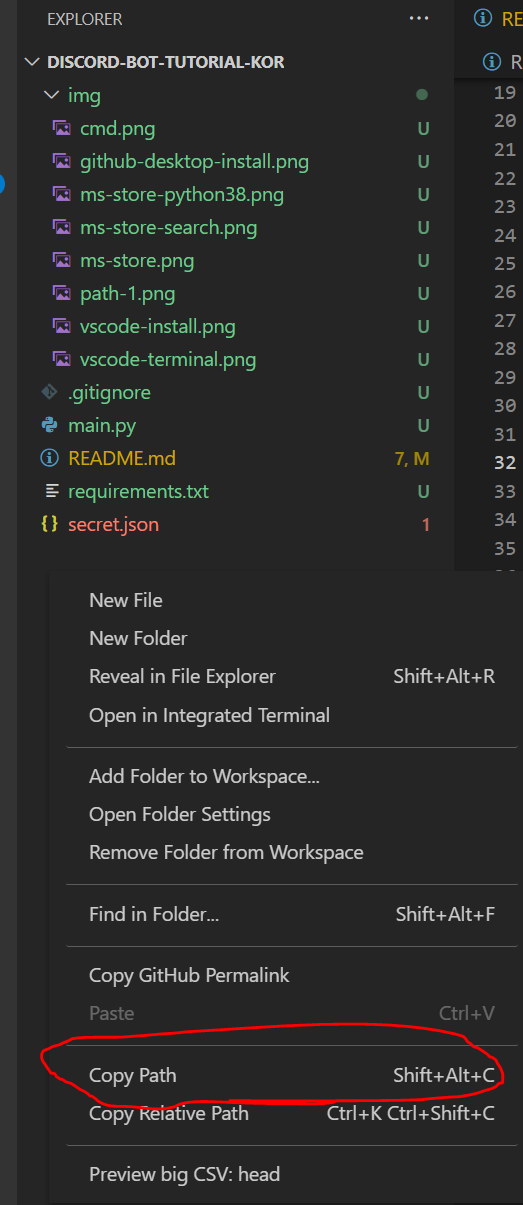 EXPLORER ...
RE
DISCORD-BOT-TUTORIAL-KOR
R
img
cmd.png U
github-desktop-install.png U
ms-store-python38.png U
ms-store-search.png U
ms-store.png U
path-1.png U
vscode-install.png U
vscode-terminal.png U
.gitignore U
main.py U
README.md 7, M
requirements.txt U
{} secret.json 1
19
20
21
22
23
24
25
26
27
28
29
30
31
32
33
34
35
New File
New Folder
Reveal in File Explorer Shift+Alt+R
Open in Integrated Terminal
Add Folder to Workspace...
Open Folder Settings
Remove Folder from Workspace
Find in Folder... Shift+Alt+F
Copy GitHub Permalink
Paste Ctrl+V
Copy Path Shift+Alt+C
Copy Relative Path Ctrl+K Ctrl+Shift+C
Preview big CSV: head